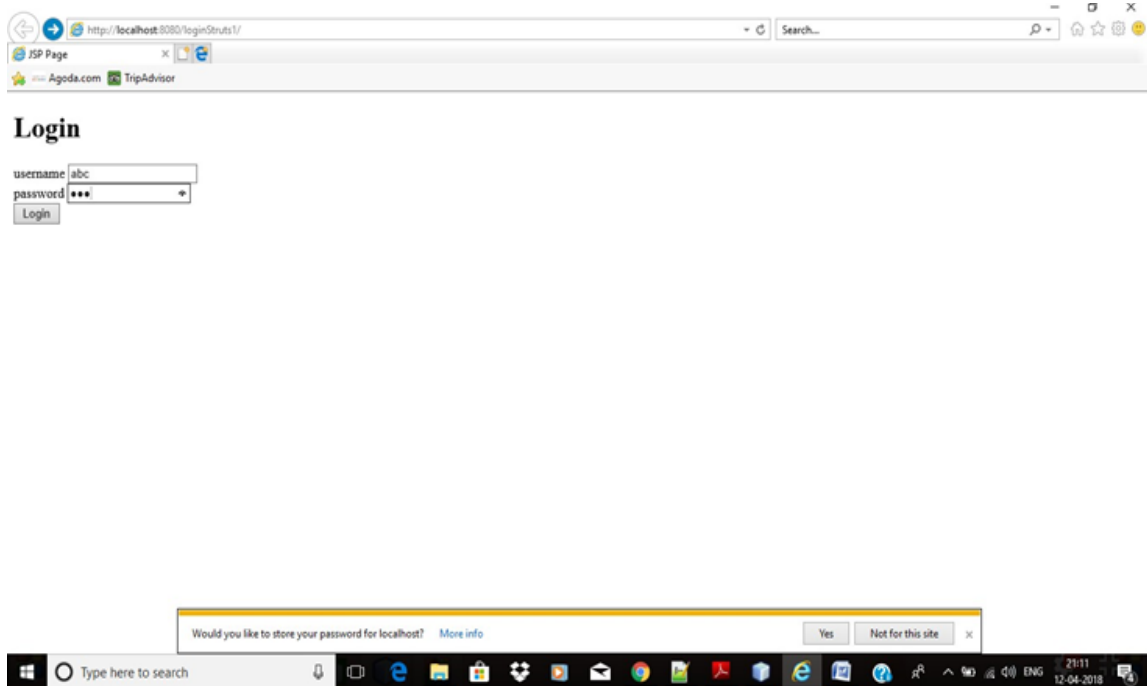 http://localhost:8080/loginStruts1/
Search...
JSP Page
Agoda.com TripAdvisor
Login
username abc
password •••
Login
Would you like to store your password for localhost? More info Yes Not for this site
Type here to search
ENG
21:11
12-04-2018
4